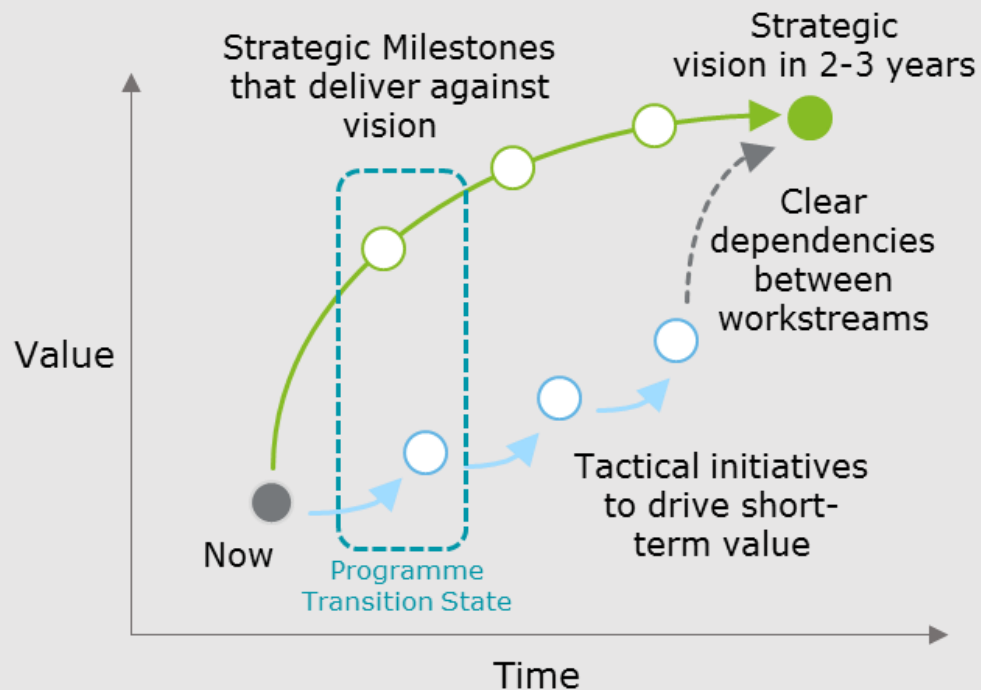 Strategic Milestones
that deliver against
vision
Strategic
vision in 2-3 years
Clear
dependencies
between
workstreams
Value
Tactical initiatives
to drive short-
term value
Now
Programme
Transition State
Time